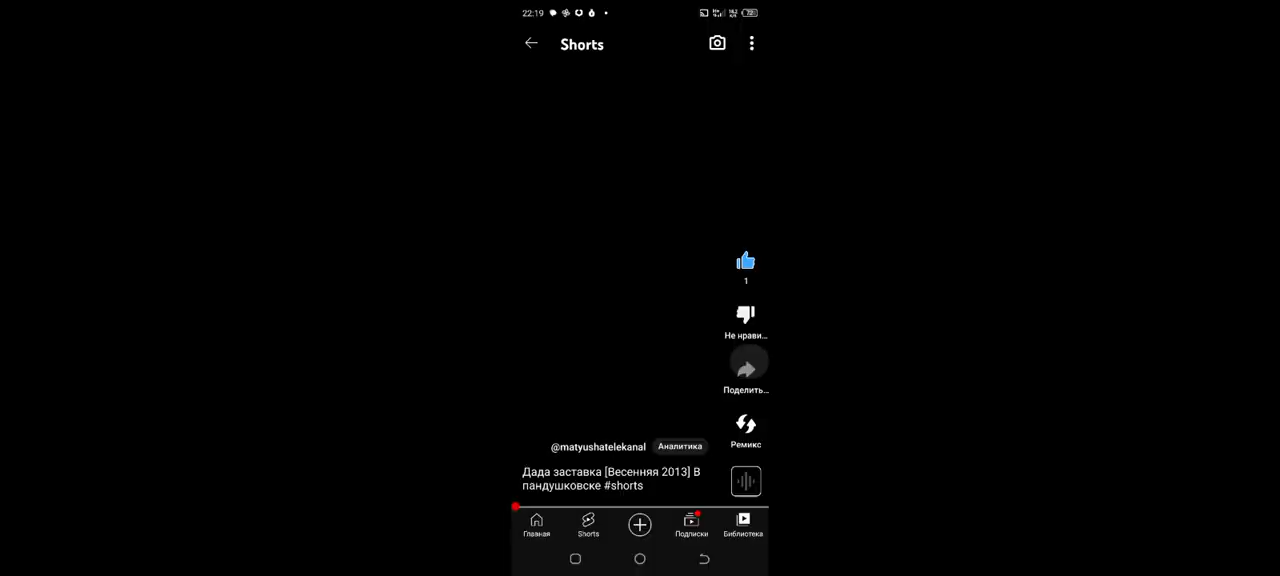 22:19
Shorts
1
Не нрави...
Поделить...
@matyushatelekanal Аналитика
Ремикс
Дада заставка [Весенняя 2013] В
пандушковске #shorts
Главная Shorts Подписки Библиотека